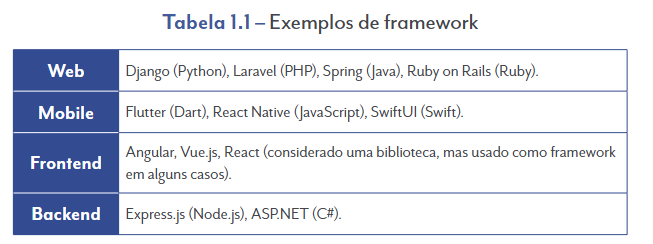 Tabela 1.1 – Exemplos de framework
Web
Django (Python), Laravel (PHP), Spring (Java), Ruby on Rails (Ruby).
Mobile
Flutter (Dart), React Native (JavaScript), SwiftUI (Swift).
Frontend
Angular, Vue.js, React (considerado uma biblioteca, mas usado como framework
em alguns casos).
Backend
Express.js (Node.js), ASP.NET (C#).